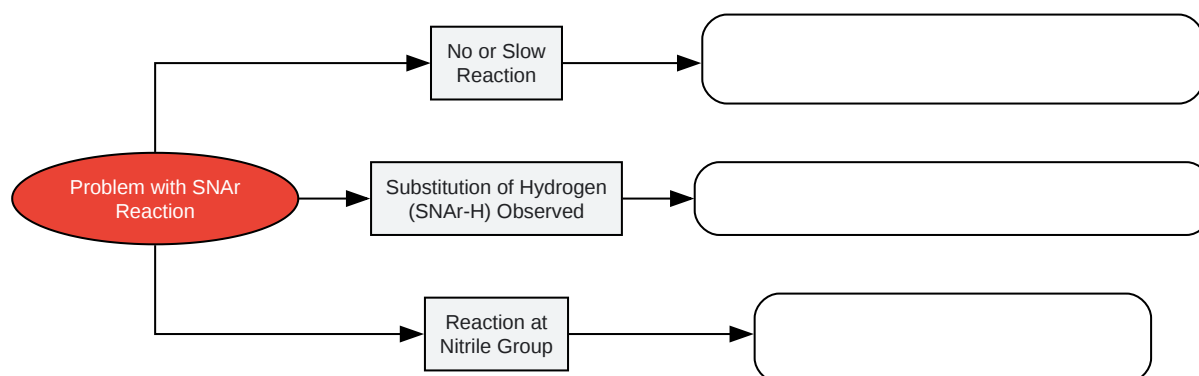 No or Slow
Reaction
Problem with SNAr
Reaction
Substitution of Hydrogen
(SNAr-H) Observed
Reaction at
Nitrile Group